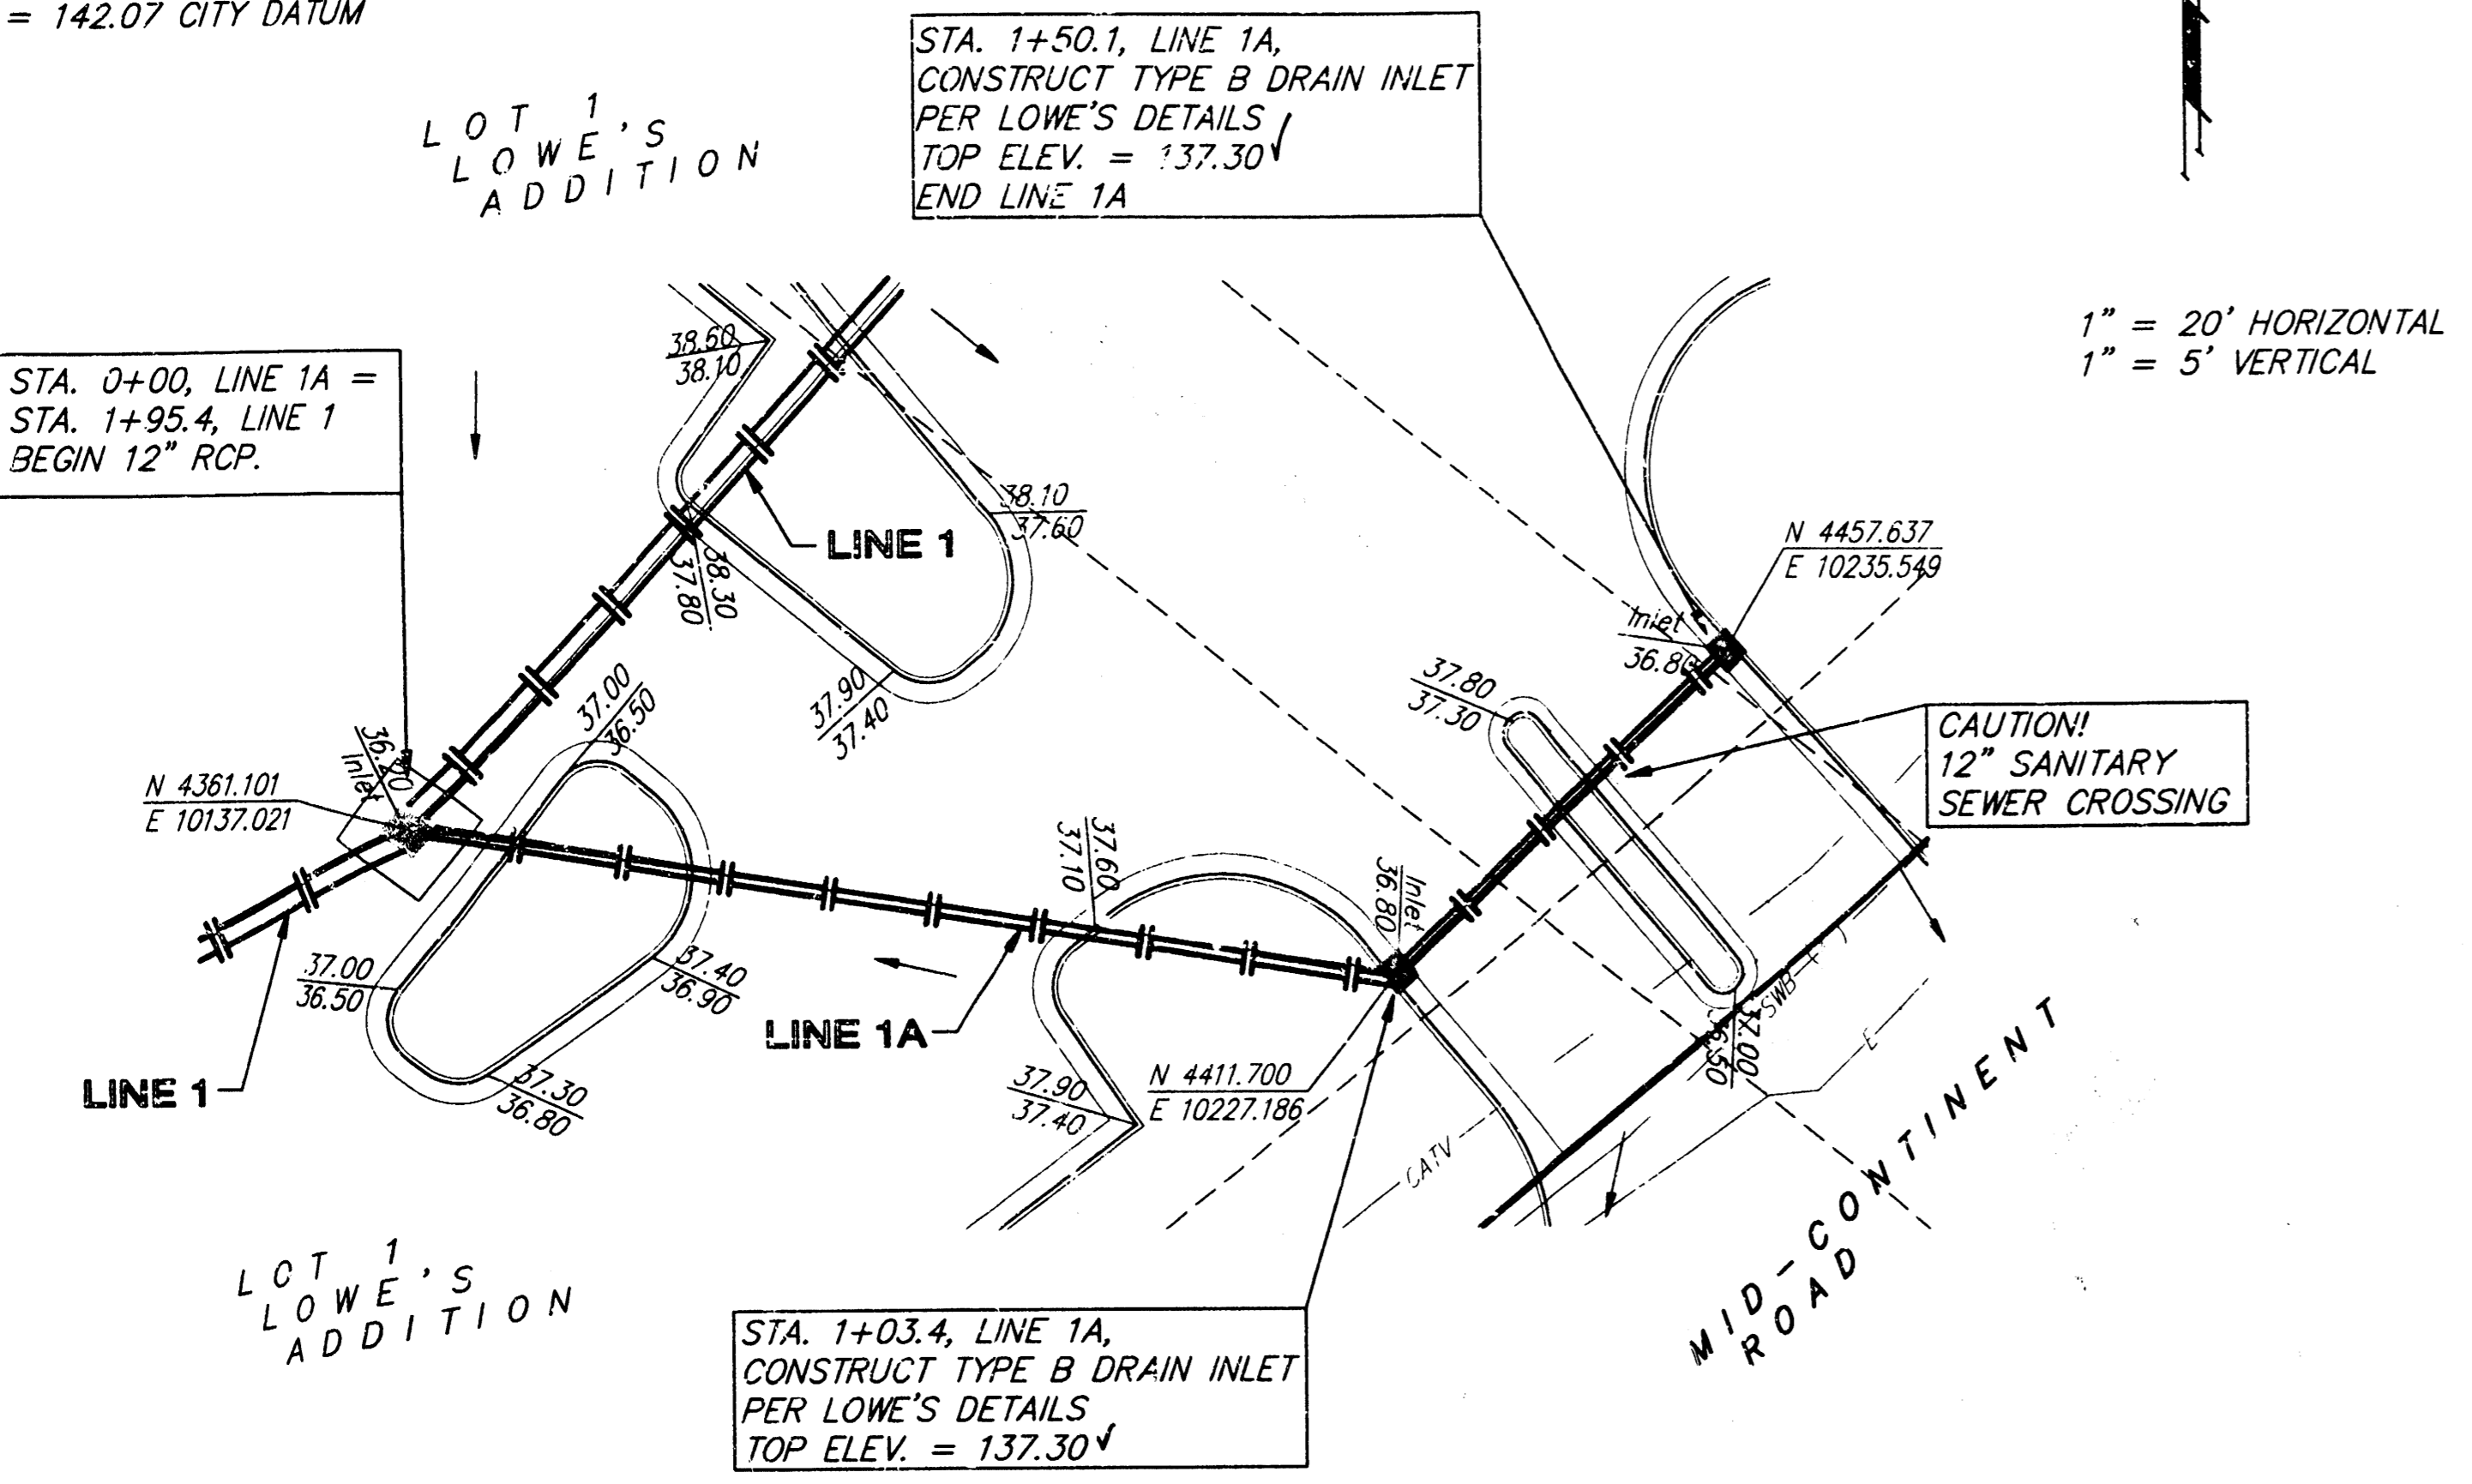 = 142.07 CITY DATUM
LOT 1
LOWE'S
ADDITION
STA. 1+50.1, LINE 1A,
CONSTRUCT TYPE B DRAIN INLET
PER LOWE'S DETAILS
TOP ELEV. = 137.30 ✓
END LINE 1A
1" = 20' HORIZONTAL
1" = 5' VERTICAL
STA. 0+00, LINE 1A =
STA. 1+95.4, LINE 1
BEGIN 12" RCP.
38.60
38.10
38.10
37.60
LINE 1
38.30
37.80
N 4457.637
E 10235.549
Inlet
36.80
37.00
36.50
37.90
37.40
37.80
37.30
CAUTION!
12" SANITARY
SEWER CROSSING
Inlet
N 4361.101
E 10137.021
37.60
37.10
Inlet
36.80
37.00
36.50
37.40
36.90
LINE 1A
LINE 1
37.30
36.80
37.90
37.40
N 4411.700
E 10227.186
CATV
SWB
E
37.00
36.50
MID-CONTINENT
ROAD
LOT 1
LOWE'S
ADDITION
STA. 1+03.4, LINE 1A,
CONSTRUCT TYPE B DRAIN INLET
PER LOWE'S DETAILS
TOP ELEV. = 137.30 ✓